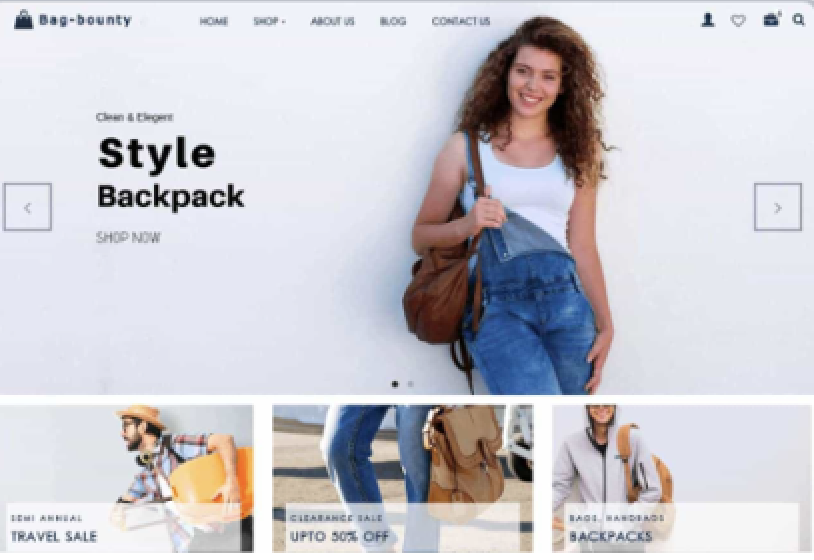 Bag-bounty
HOME SHOP ABOUT US BLOG CONTACT US
Clean & Elegent
Style
Backpack
SHOP NOW
SEMI ANNUAL
TRAVEL SALE
CLEARANCE SALE
UPTO 50% OFF
BAGS, HANDBAGS
BACKPACKS